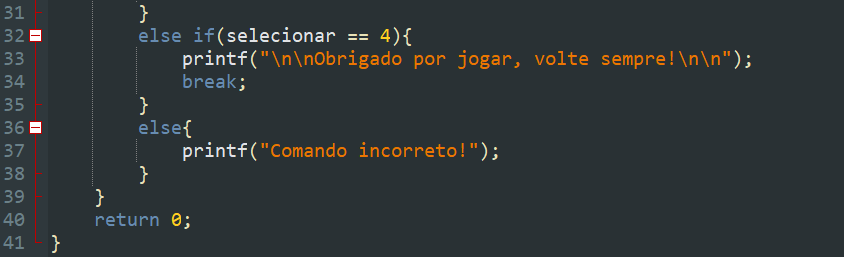 31 }
32 else if(selecionar == 4){
33 printf("\n\nObrigado por jogar, volte sempre!\n\n");
34 break;
35 }
36 else{
37 printf("Comando incorreto!");
38 }
39 }
40 return 0;
41 }